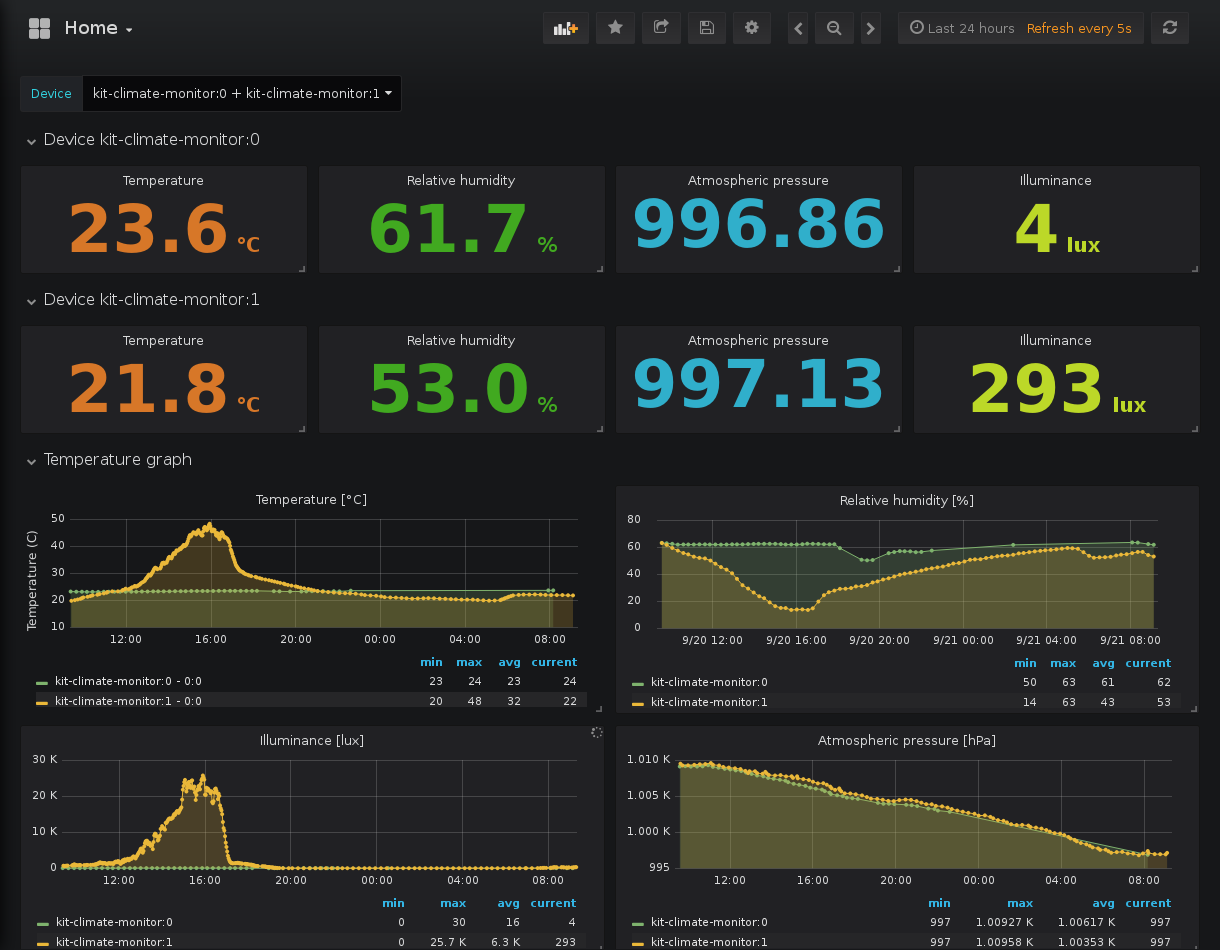 Home
Last 24 hours Refresh every 5s
Device kit-climate-monitor:0 + kit-climate-monitor:1
Device kit-climate-monitor:0
Temperature Relative humidity Atmospheric pressure Illuminance
23.6 °C 61.7 % 996.86 4 lux
Device kit-climate-monitor:1
Temperature Relative humidity Atmospheric pressure Illuminance
21.8 °C 53.0 % 997.13 293 lux
Temperature graph
Temperature [°C]
Temperature (C)
50
40
30
20
10
12:00 16:00 20:00 00:00 04:00 08:00
min max avg current
kit-climate-monitor:0 - 0:0 23 24 23 24
kit-climate-monitor:1 - 0:0 20 48 32 22
Relative humidity [%]
80
60
40
20
0
9/20 12:00 9/20 16:00 9/20 20:00 9/21 00:00 9/21 04:00 9/21 08:00
min max avg current
kit-climate-monitor:0 50 63 61 62
kit-climate-monitor:1 14 63 43 53
Illuminance [lux]
30 K
20 K
10 K
0
12:00 16:00 20:00 00:00 04:00 08:00
min max avg current
kit-climate-monitor:0 0 30 16 4
kit-climate-monitor:1 0 25.7 K 6.3 K 293
Atmospheric pressure [hPa]
1.010 K
1.005 K
1.000 K
995
12:00 16:00 20:00 00:00 04:00 08:00
min max avg current
kit-climate-monitor:0 997 1.00927 K 1.00617 K 997
kit-climate-monitor:1 997 1.00958 K 1.00353 K 997